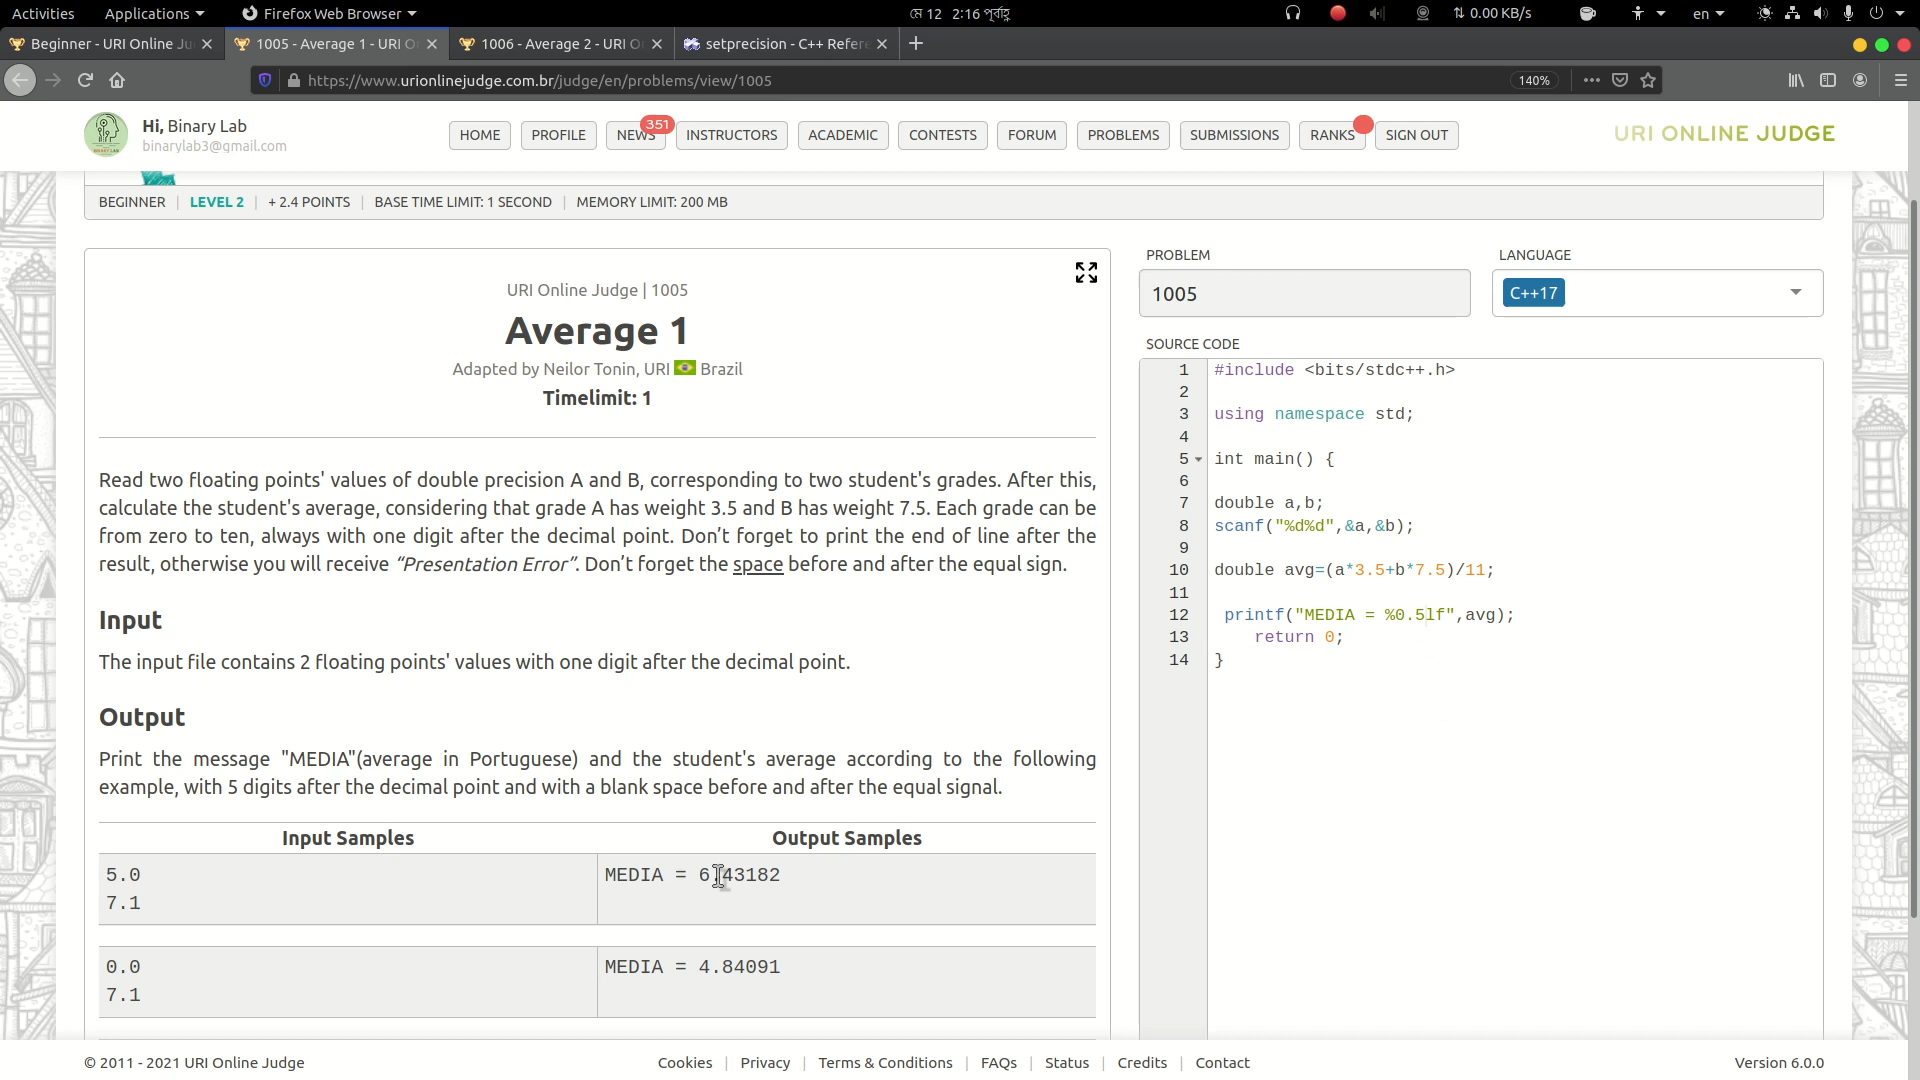 Activities Applications Firefox Web Browser মে 12 2:16 পূর্বাহ্ন 0.00 KB/s en
Beginner - URI Online Ju 1005 - Average 1 - URI O 1006 - Average 2 - URI O setprecision - C++ Refere
https://www.urionlinejudge.com.br/judge/en/problems/view/1005 140%
Hi, Binary Lab
binarylab3@gmail.com
HOME PROFILE NEWS 351 INSTRUCTORS ACADEMIC CONTESTS FORUM PROBLEMS SUBMISSIONS RANKS SIGN OUT
URI ONLINE JUDGE
BEGINNER LEVEL 2 + 2.4 POINTS BASE TIME LIMIT: 1 SECOND MEMORY LIMIT: 200 MB
URI Online Judge | 1005
Average 1
Adapted by Neilor Tonin, URI Brazil
Timelimit: 1
Read two floating points' values of double precision A and B, corresponding to two student's grades. After this,
calculate the student's average, considering that grade A has weight 3.5 and B has weight 7.5. Each grade can be
from zero to ten, always with one digit after the decimal point. Don’t forget to print the end of line after the
result, otherwise you will receive “Presentation Error”. Don’t forget the space before and after the equal sign.
Input
The input file contains 2 floating points' values with one digit after the decimal point.
Output
Print the message "MEDIA"(average in Portuguese) and the student's average according to the following
example, with 5 digits after the decimal point and with a blank space before and after the equal signal.
Input Samples Output Samples
5.0 MEDIA = 6.43182
7.1
0.0 MEDIA = 4.84091
7.1
PROBLEM LANGUAGE
1005 C++17
SOURCE CODE
1 #include <bits/stdc++.h>
2
3 using namespace std;
4
5 int main() {
6
7 double a,b;
8 scanf("%d%d",&a,&b);
9
10 double avg=(a*3.5+b*7.5)/11;
11
12 printf("MEDIA = %0.5lf",avg);
13 return 0;
14 }
© 2011 - 2021 URI Online Judge Cookies Privacy Terms & Conditions FAQs Status Credits Contact Version 6.0.0